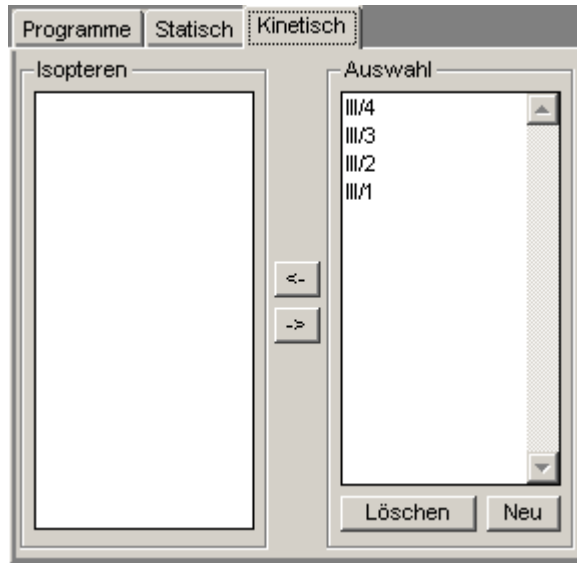 Programme Statisch Kinetisch
Isopteren
Auswahl
III/4
III/3
III/2
III/1
<-
->
Löschen Neu